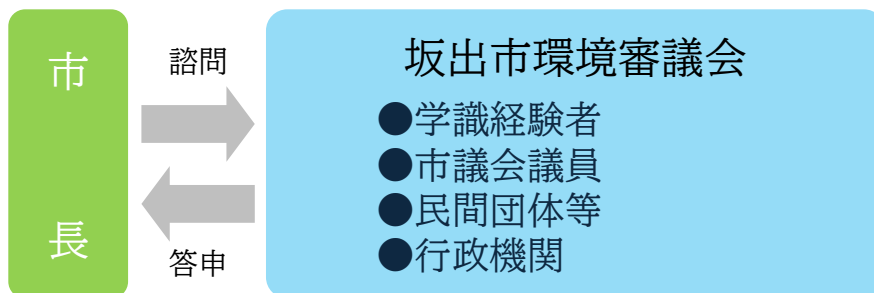 市長
諮問
答申
坂出市環境審議会
●学識経験者
●市議会議員
●民間団体等
●行政機関